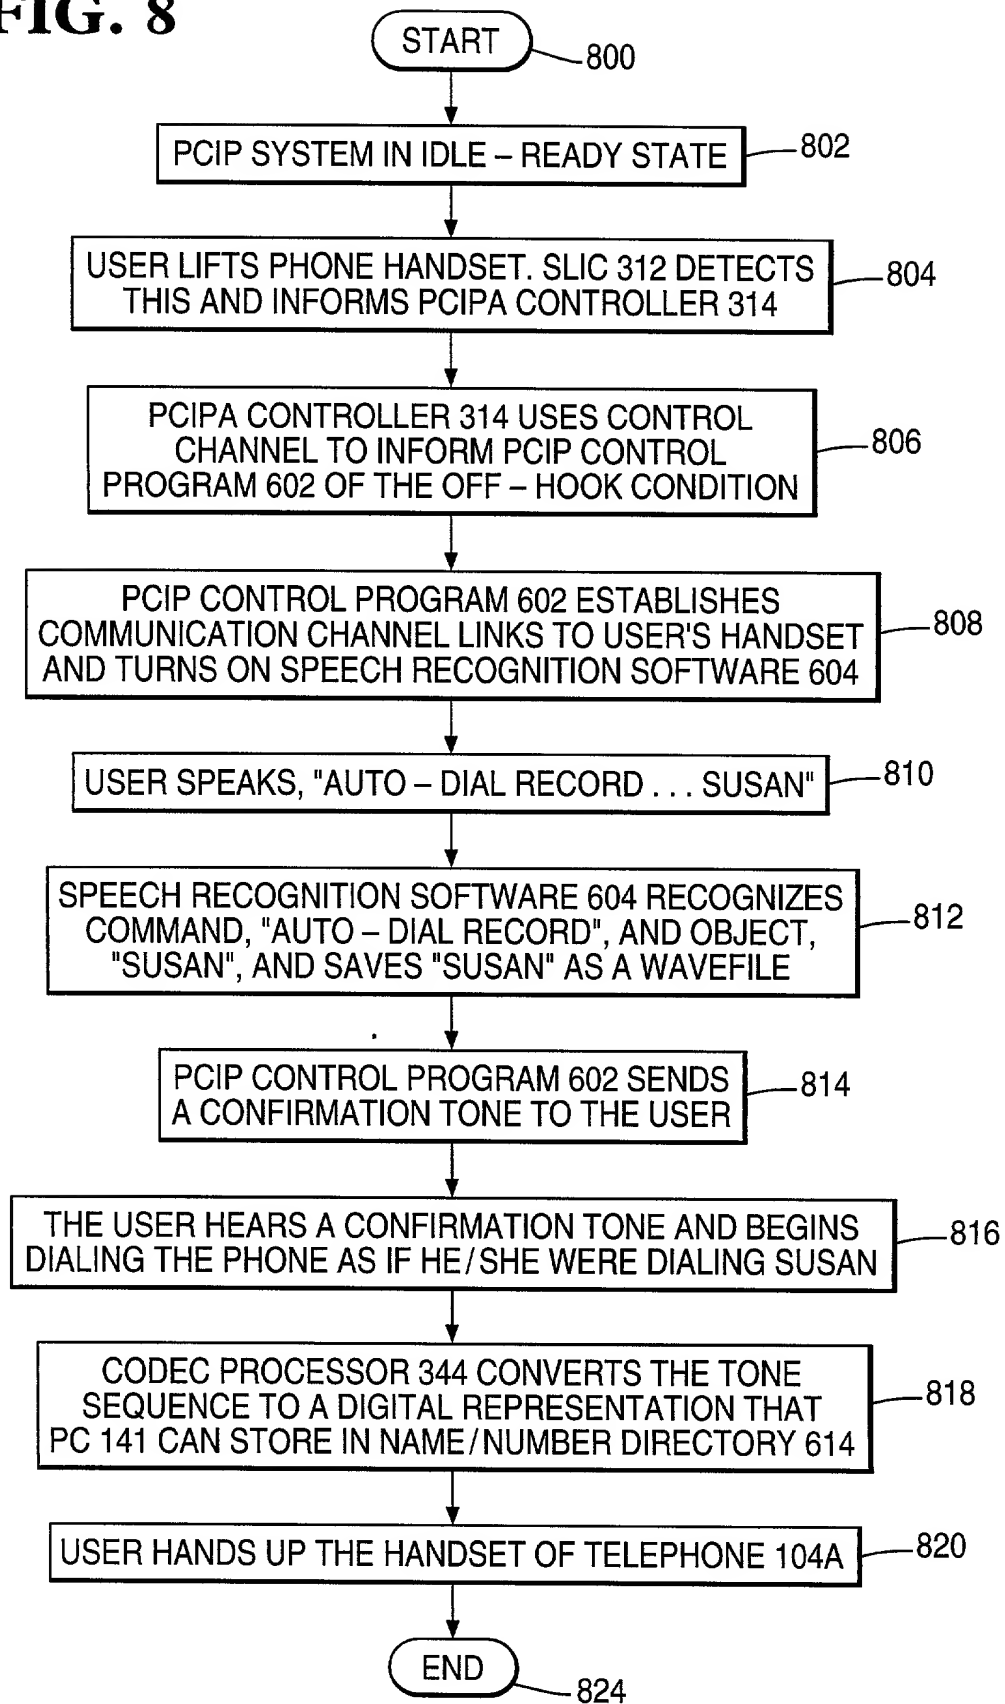 FIG. 8
START
800
PCIP SYSTEM IN IDLE – READY STATE
802
USER LIFTS PHONE HANDSET. SLIC 312 DETECTS
THIS AND INFORMS PCIPA CONTROLLER 314
804
PCIPA CONTROLLER 314 USES CONTROL
CHANNEL TO INFORM PCIP CONTROL
PROGRAM 602 OF THE OFF – HOOK CONDITION
806
PCIP CONTROL PROGRAM 602 ESTABLISHES
COMMUNICATION CHANNEL LINKS TO USER'S HANDSET
AND TURNS ON SPEECH RECOGNITION SOFTWARE 604
808
USER SPEAKS, "AUTO – DIAL RECORD . . . SUSAN"
810
SPEECH RECOGNITION SOFTWARE 604 RECOGNIZES
COMMAND, "AUTO – DIAL RECORD", AND OBJECT,
"SUSAN", AND SAVES "SUSAN" AS A WAVEFILE
812
PCIP CONTROL PROGRAM 602 SENDS
A CONFIRMATION TONE TO THE USER
814
THE USER HEARS A CONFIRMATION TONE AND BEGINS
DIALING THE PHONE AS IF HE/SHE WERE DIALING SUSAN
816
CODEC PROCESSOR 344 CONVERTS THE TONE
SEQUENCE TO A DIGITAL REPRESENTATION THAT
PC 141 CAN STORE IN NAME/NUMBER DIRECTORY 614
818
USER HANDS UP THE HANDSET OF TELEPHONE 104A
820
END
824